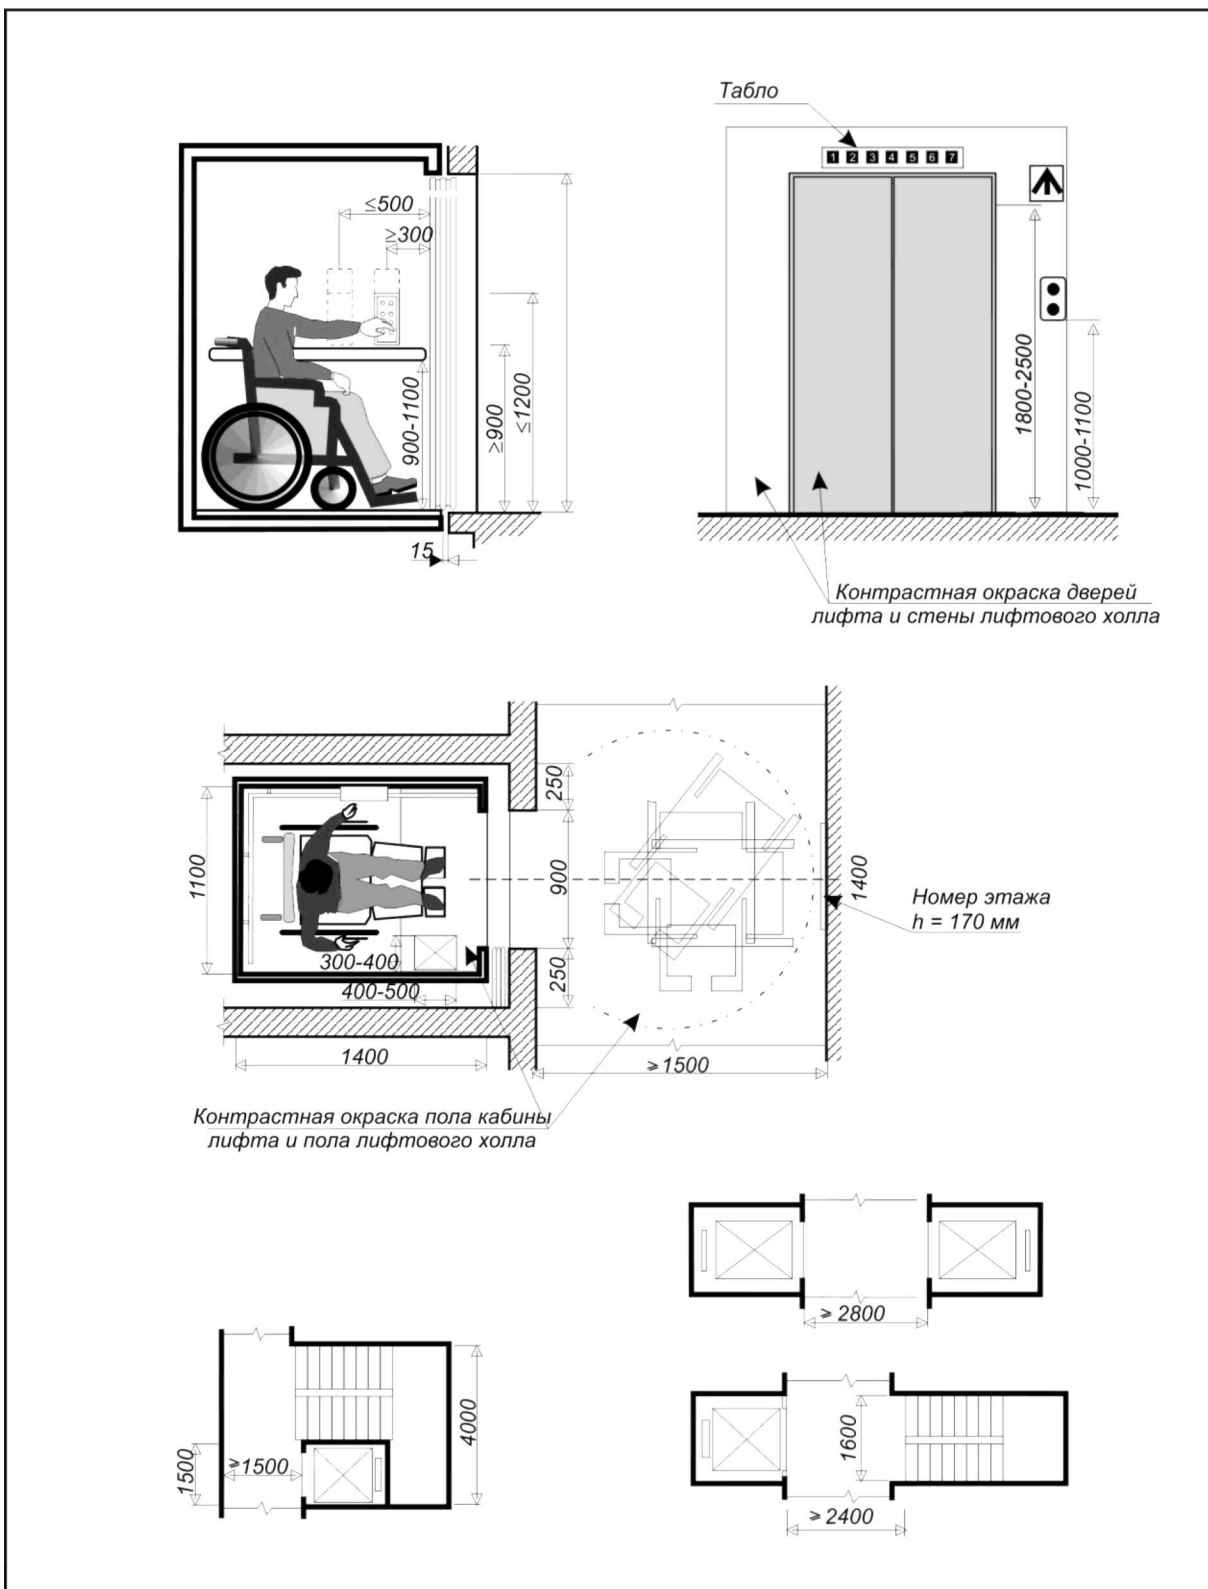 Табло
1 2 3 4 5 6 7
≤500
≥300
900-1100
≥900
≤1200
15
1800-2500
1000-1100
Контрастная окраска дверей
лифта и стены лифтового холла
250
1100
900
1400
Номер этажа
h = 170 мм
300-400
250
400-500
1400
≥1500
Контрастная окраска пола кабины
лифта и пола лифтового холла
≥2800
4000
1500
≥1500
1600
≥2400